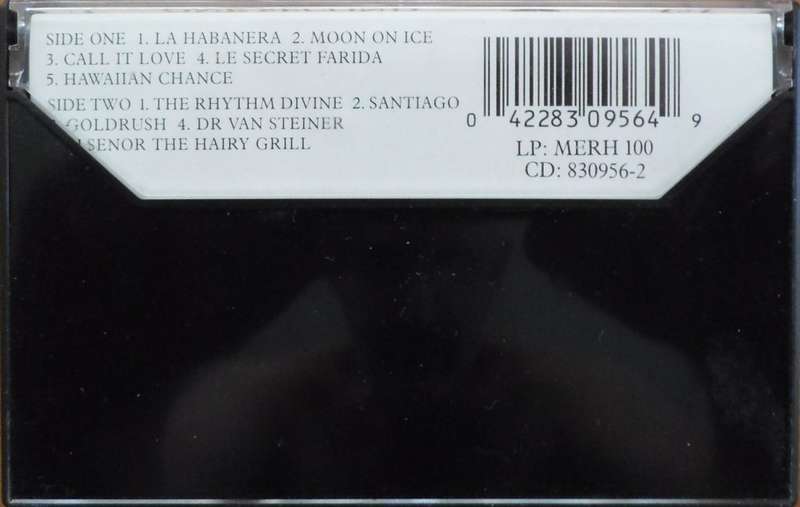 SIDE ONE 1. LA HABANERA 2. MOON ON ICE
3. CALL IT LOVE 4. LE SECRET FARIDA
5. HAWAIIAN CHANCE
SIDE TWO 1. THE RHYTHM DIVINE 2. SANTIAGO
GOLDRUSH 4. DR VAN STEINER
SENOR THE HAIRY GRILL
0 42283 09564 9
LP: MERH 100
CD: 830956-2